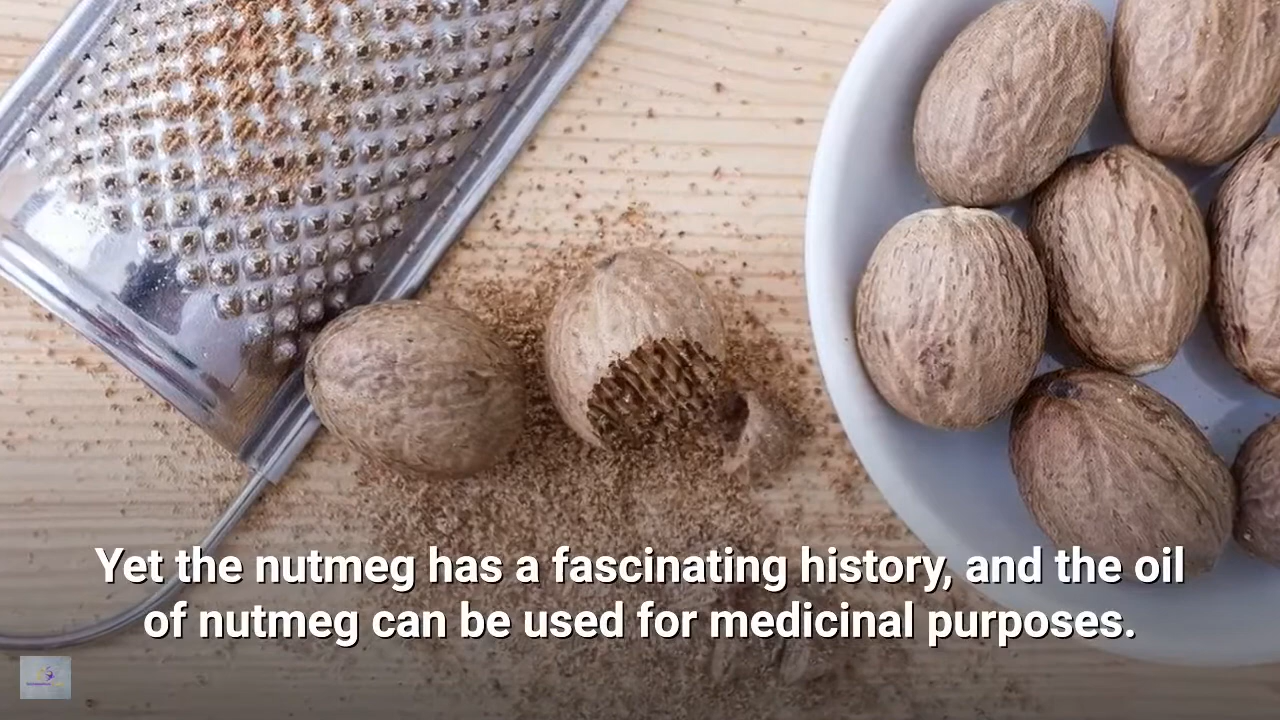 Yet the nutmeg has a fascinating history, and the oil
of nutmeg can be used for medicinal purposes.